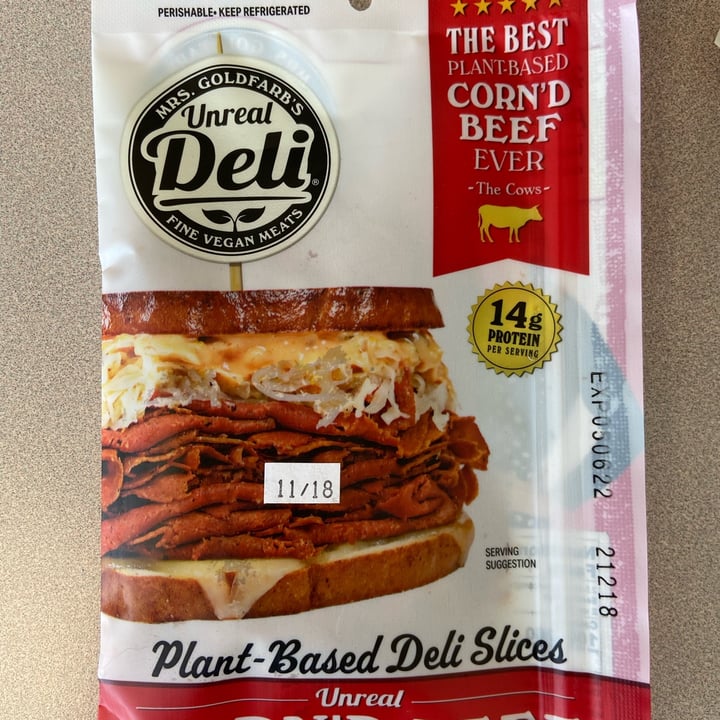 PERISHABLE• KEEP REFRIGERATED
MRS. GOLDFARB'S
Unreal
Deli®
FINE VEGAN MEATS
THE BEST
PLANT-BASED
CORN'D
BEEF
EVER
- The Cows -
14g
PROTEIN
PER SERVING
EXP050622
21218
11/18
SERVING
SUGGESTION
Plant-Based Deli Slices
Unreal